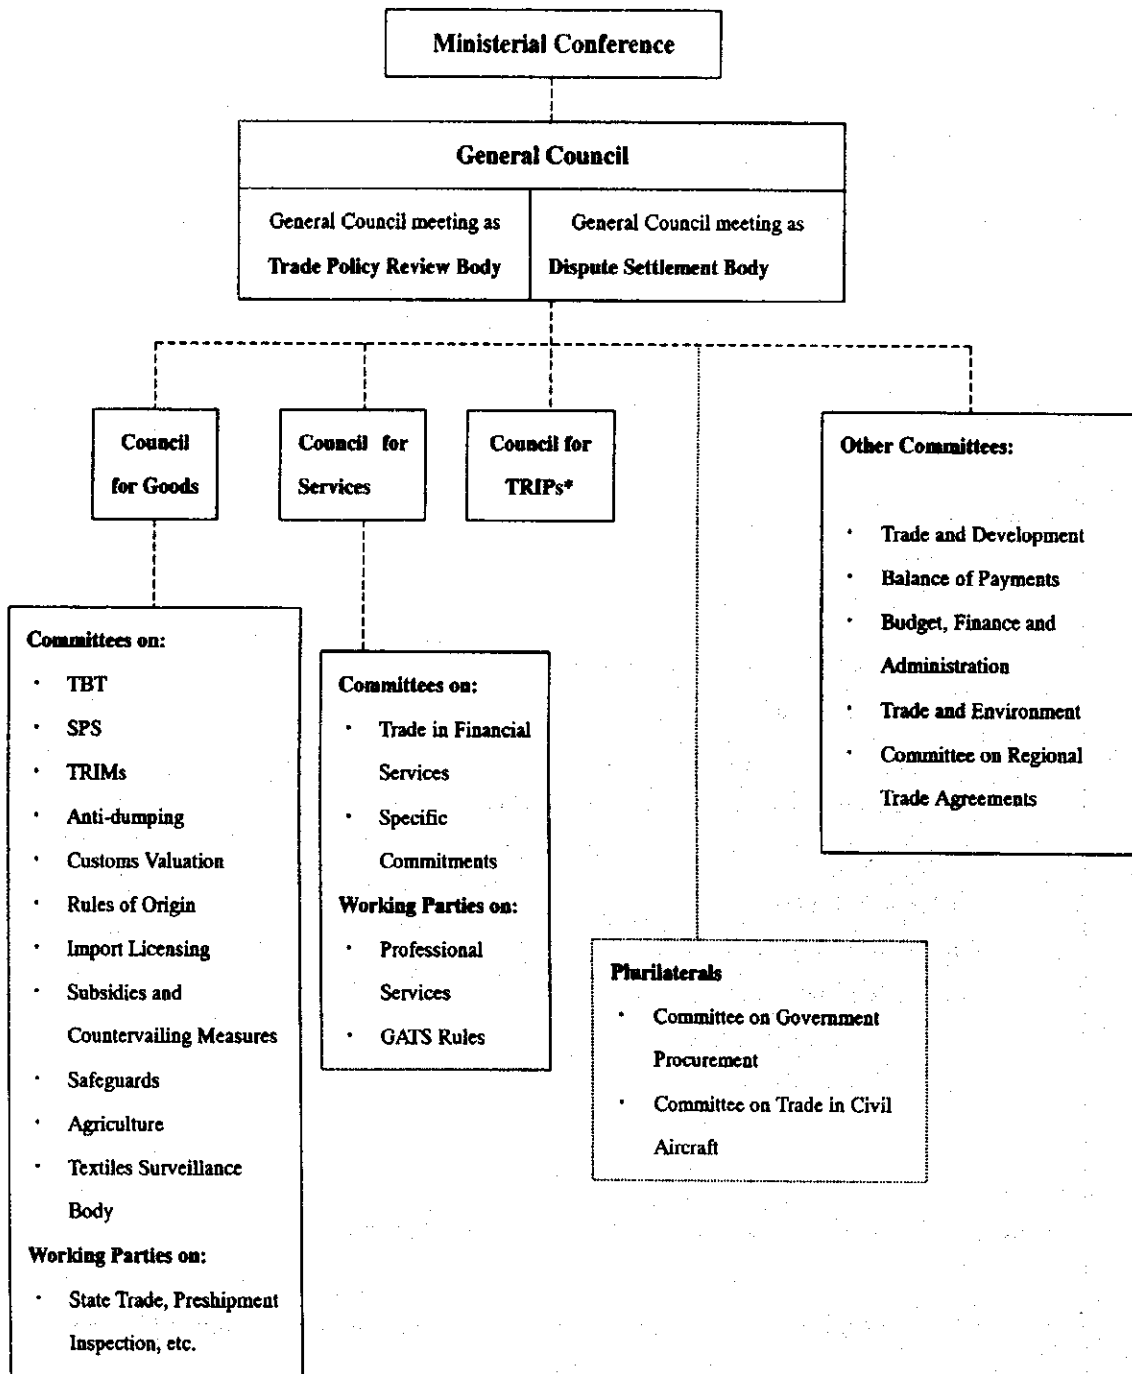 Ministerial Conference
General Council
General Council meeting as
Trade Policy Review Body
General Council meeting as
Dispute Settlement Body
Council
for Goods
Council for
Services
Council for
TRIPs*
Other Committees:
· Trade and Development
· Balance of Payments
· Budget, Finance and
Administration
· Trade and Environment
· Committee on Regional
Trade Agreements
Committees on:
· TBT
· SPS
· TRIMs
· Anti-dumping
· Customs Valuation
· Rules of Origin
· Import Licensing
· Subsidies and
Countervailing Measures
· Safeguards
· Agriculture
· Textiles Surveillance
Body
Working Parties on:
· State Trade, Preshipment
Inspection, etc.
Committees on:
· Trade in Financial
Services
· Specific
Commitments
Working Parties on:
· Professional
Services
· GATS Rules
Plurilaterals
· Committee on Government
Procurement
· Committee on Trade in Civil
Aircraft